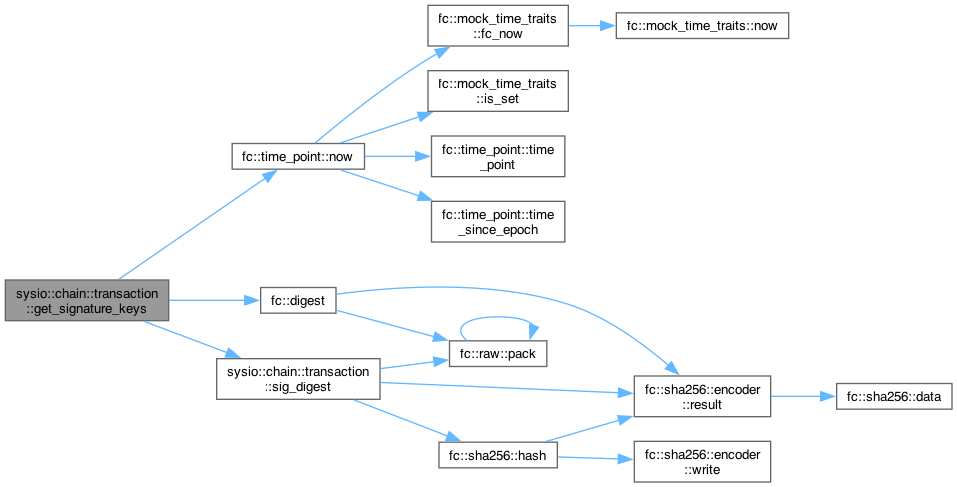 fc::mock_time_traits
::fc_now
fc::mock_time_traits::now
fc::mock_time_traits
::is_set
fc::time_point::now
fc::time_point::time
_point
fc::time_point::time
_since_epoch
sysio::chain::transaction
::get_signature_keys
fc::digest
fc::raw::pack
sysio::chain::transaction
::sig_digest
fc::sha256::encoder
::result
fc::sha256::data
fc::sha256::hash
fc::sha256::encoder
::write